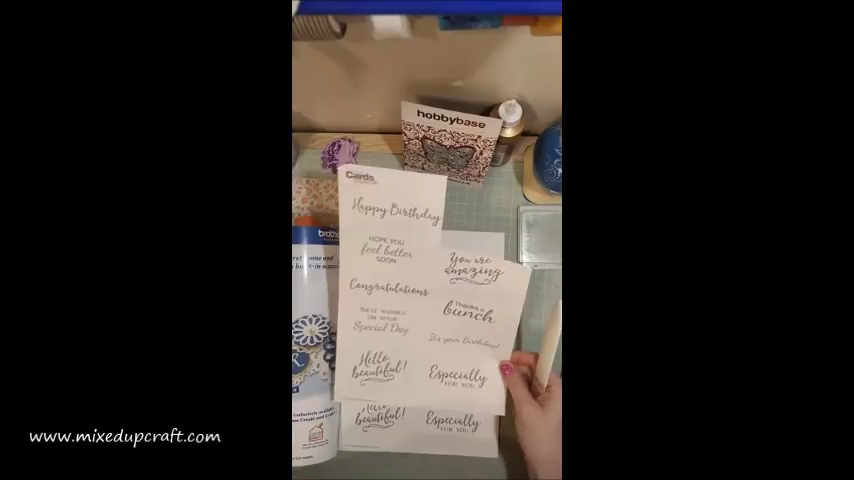 hobbybase
Cards
Happy Birthday
HOPE YOU
feel better
SOON
You are
amazing
Congratulations
Thanks a
bunch
BEST WISHES
ON YOUR
Special Day
It's your Birthday!
Hello
beautiful!
Especially
FOR YOU
Hello
beautiful!
Especially
FOR YOU
brother
www.mixedupcraft.com